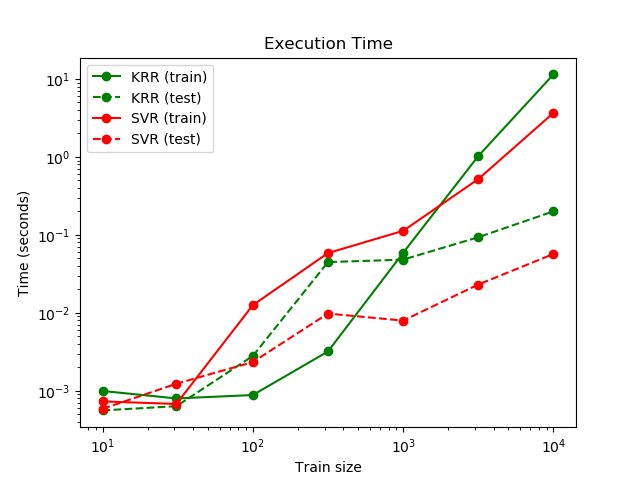 Execution Time
KRR (train)
KRR (test)
SVR (train)
SVR (test)
10¹
10⁰
10⁻¹
10⁻²
10⁻³
Time (seconds)
10¹ 10² 10³ 10⁴
Train size